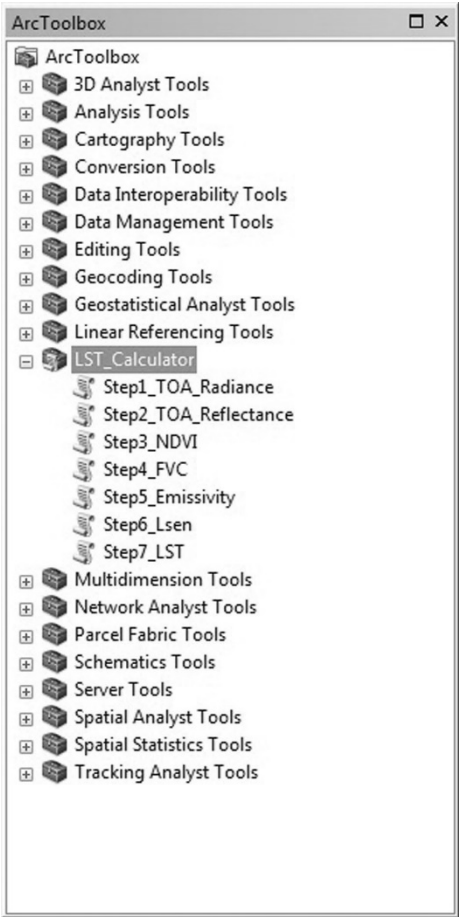 ArcToolbox
ArcToolbox
3D Analyst Tools
Analysis Tools
Cartography Tools
Conversion Tools
Data Interoperability Tools
Data Management Tools
Editing Tools
Geocoding Tools
Geostatistical Analyst Tools
Linear Referencing Tools
LST_Calculator
Step1_TOA_Radiance
Step2_TOA_Reflectance
Step3_NDVI
Step4_FVC
Step5_Emissivity
Step6_Lsen
Step7_LST
Multidimension Tools
Network Analyst Tools
Parcel Fabric Tools
Schematics Tools
Server Tools
Spatial Analyst Tools
Spatial Statistics Tools
Tracking Analyst Tools